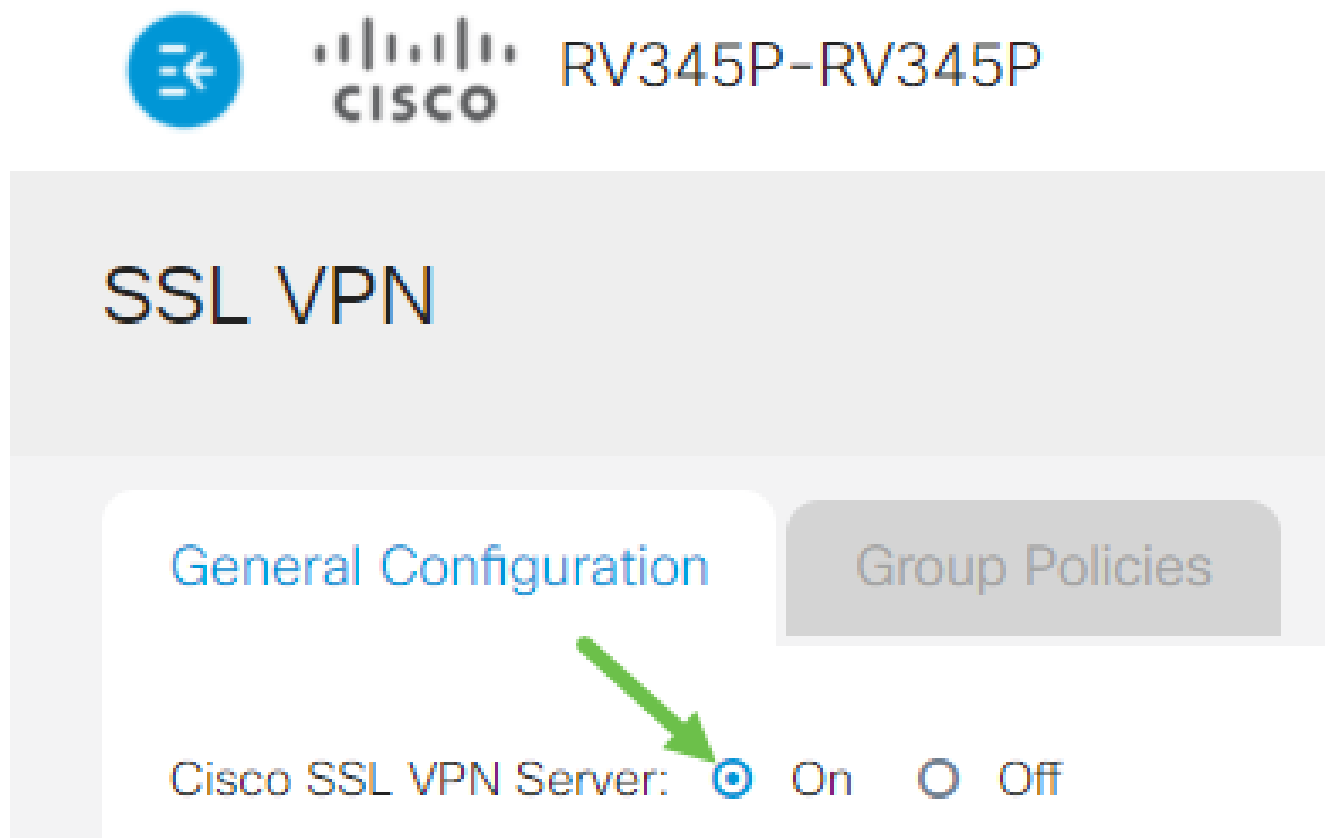 CISCO RV345P-RV345P
SSL VPN
General Configuration Group Policies
Cisco SSL VPN Server: On Off